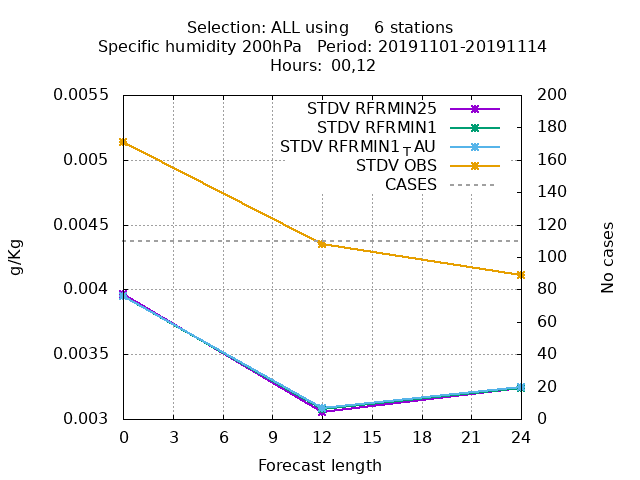 Selection: ALL using     6 stations
Specific humidity 200hPa   Period: 20191101-20191114
Hours:  00,12
0.0055
0.005
0.0045
0.004
0.0035
0.003
g/Kg
STDV RFRMIN25
STDV RFRMIN1
STDV RFRMIN1┬AU
STDV OBS
CASES
200
180
160
140
120
100
80
60
40
20
0
No cases
0 3 6 9 12 15 18 21 24
Forecast length